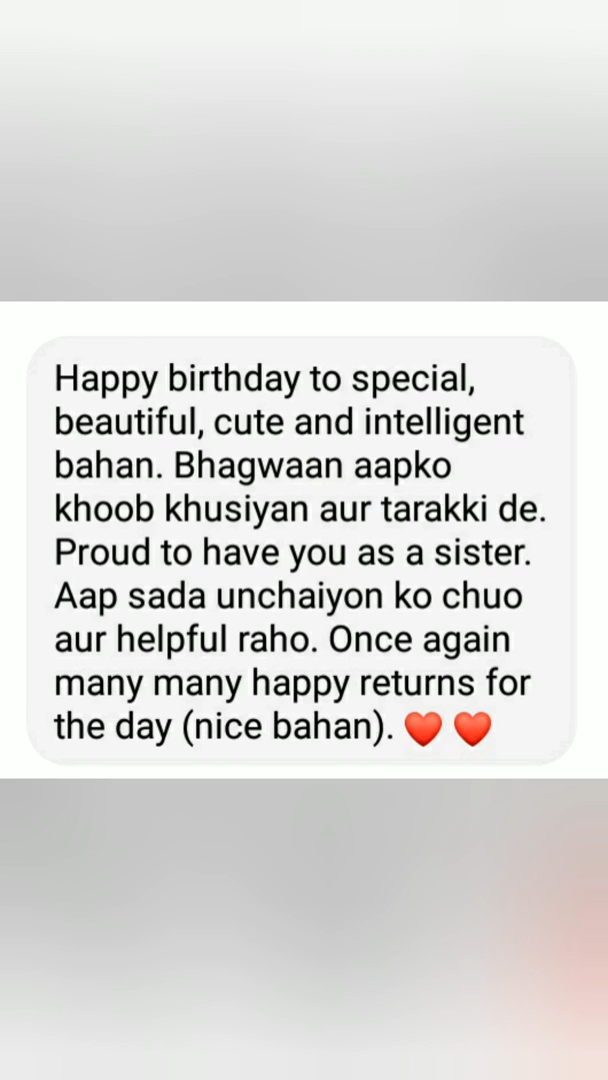 Happy birthday to special,
beautiful, cute and intelligent
bahan. Bhagwaan aapko
khoob khusiyan aur tarakki de.
Proud to have you as a sister.
Aap sada unchaiyon ko chuo
aur helpful raho. Once again
many many happy returns for
the day (nice bahan). ❤️ ❤️